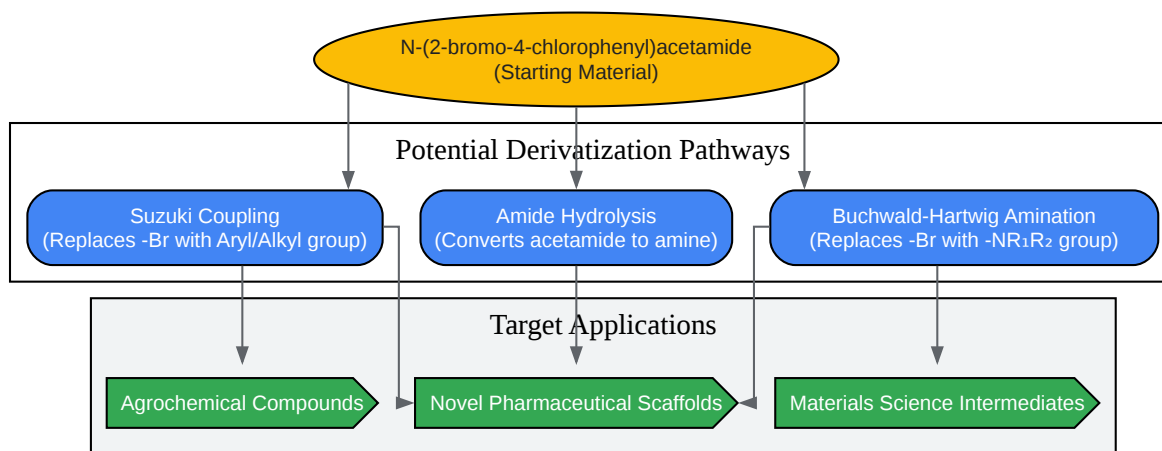 N-(2-bromo-4-chlorophenyl)acetamide
(Starting Material)
Potential Derivatization Pathways
Suzuki Coupling
(Replaces -Br with Aryl/Alkyl group)
Amide Hydrolysis
(Converts acetamide to amine)
Buchwald-Hartwig Amination
(Replaces -Br with -NR₁R₂ group)
Target Applications
Agrochemical Compounds
Novel Pharmaceutical Scaffolds
Materials Science Intermediates